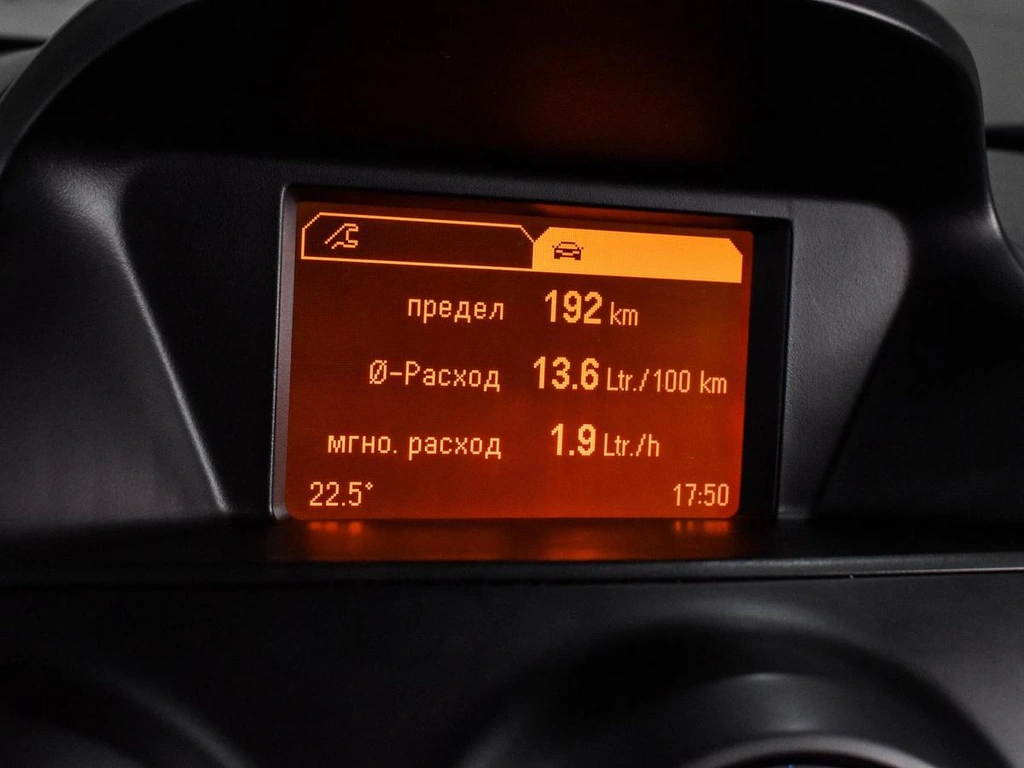 предел 192 km
Ø-Расход 13.6 Ltr./100 km
мгно. расход 1.9 Ltr./h
22.5° 17:50